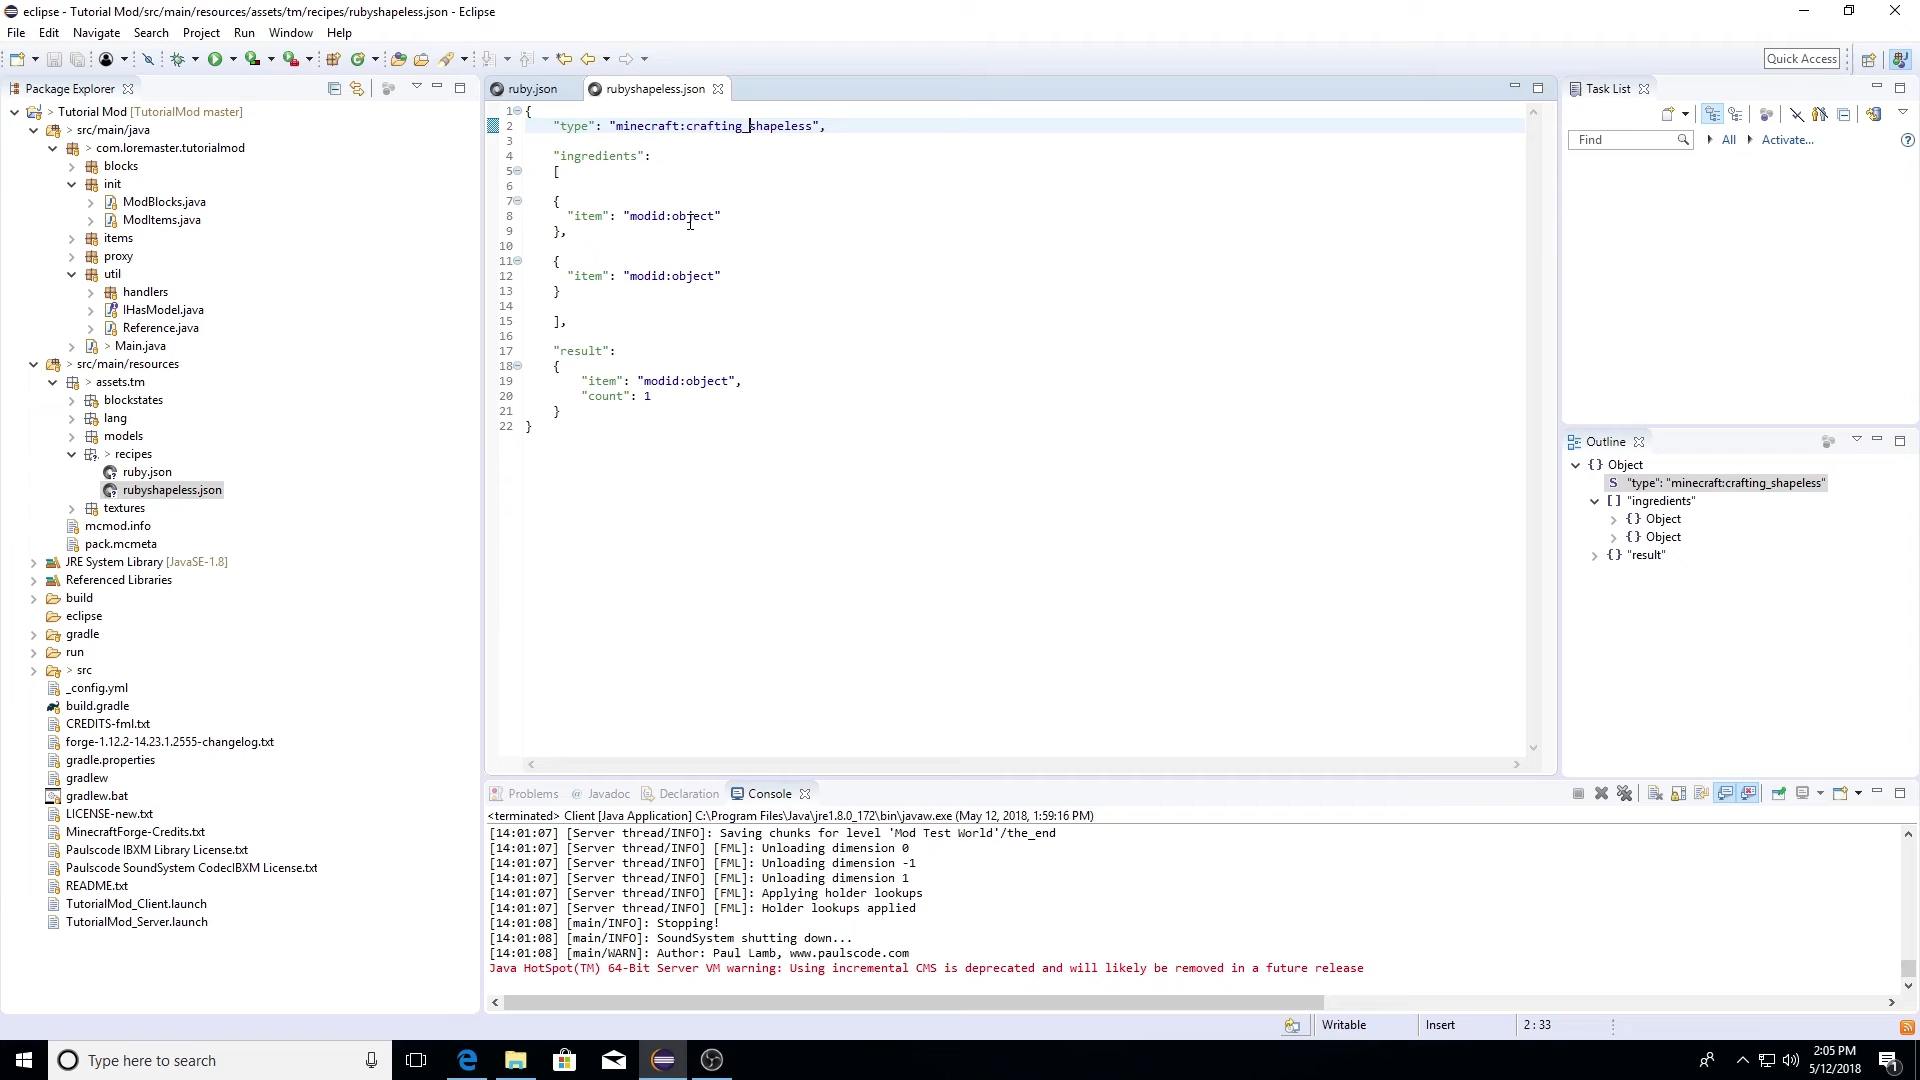 eclipse - Tutorial Mod/src/main/resources/assets/tm/recipes/rubyshapeless.json - Eclipse
File Edit Navigate Search Project Run Window Help
Quick Access
Package Explorer
> Tutorial Mod [TutorialMod master]
> src/main/java
> com.loremaster.tutorialmod
blocks
init
ModBlocks.java
ModItems.java
items
proxy
util
handlers
IHasModel.java
Reference.java
> Main.java
> src/main/resources
> assets.tm
blockstates
lang
models
> recipes
ruby.json
rubyshapeless.json
textures
mcmod.info
pack.mcmeta
JRE System Library [JavaSE-1.8]
Referenced Libraries
build
eclipse
gradle
run
> src
_config.yml
build.gradle
CREDITS-fml.txt
forge-1.12.2-14.23.1.2555-changelog.txt
gradle.properties
gradlew
gradlew.bat
LICENSE-new.txt
MinecraftForge-Credits.txt
Paulscode IBXM Library License.txt
Paulscode SoundSystem CodecIBXM License.txt
README.txt
TutorialMod_Client.launch
TutorialMod_Server.launch
ruby.json rubyshapeless.json
1 {
2 "type": "minecraft:crafting_shapeless",
3
4 "ingredients":
5 [
6
7 {
8 "item": "modid:object"
9 },
10
11 {
12 "item": "modid:object"
13 }
14
15 ],
16
17 "result":
18 {
19 "item": "modid:object",
20 "count": 1
21 }
22 }
Task List
Find All Activate...
Outline
{} Object
S "type": "minecraft:crafting_shapeless"
[] "ingredients"
{} Object
{} Object
{} "result"
Problems @ Javadoc Declaration Console
<terminated> Client [Java Application] C:\Program Files\Java\jre1.8.0_172\bin\javaw.exe (May 12, 2018, 1:59:16 PM)
[14:01:07] [Server thread/INFO]: Saving chunks for level 'Mod Test World'/the_end
[14:01:07] [Server thread/INFO] [FML]: Unloading dimension 0
[14:01:07] [Server thread/INFO] [FML]: Unloading dimension -1
[14:01:07] [Server thread/INFO] [FML]: Unloading dimension 1
[14:01:07] [Server thread/INFO] [FML]: Applying holder lookups
[14:01:07] [Server thread/INFO] [FML]: Holder lookups applied
[14:01:08] [main/INFO]: Stopping!
[14:01:08] [main/INFO]: SoundSystem shutting down...
[14:01:08] [main/WARN]: Author: Paul Lamb, www.paulscode.com
Java HotSpot(TM) 64-Bit Server VM warning: Using incremental CMS is deprecated and will likely be removed in a future release
Writable Insert 2 : 33
Type here to search
2:05 PM
5/12/2018
1